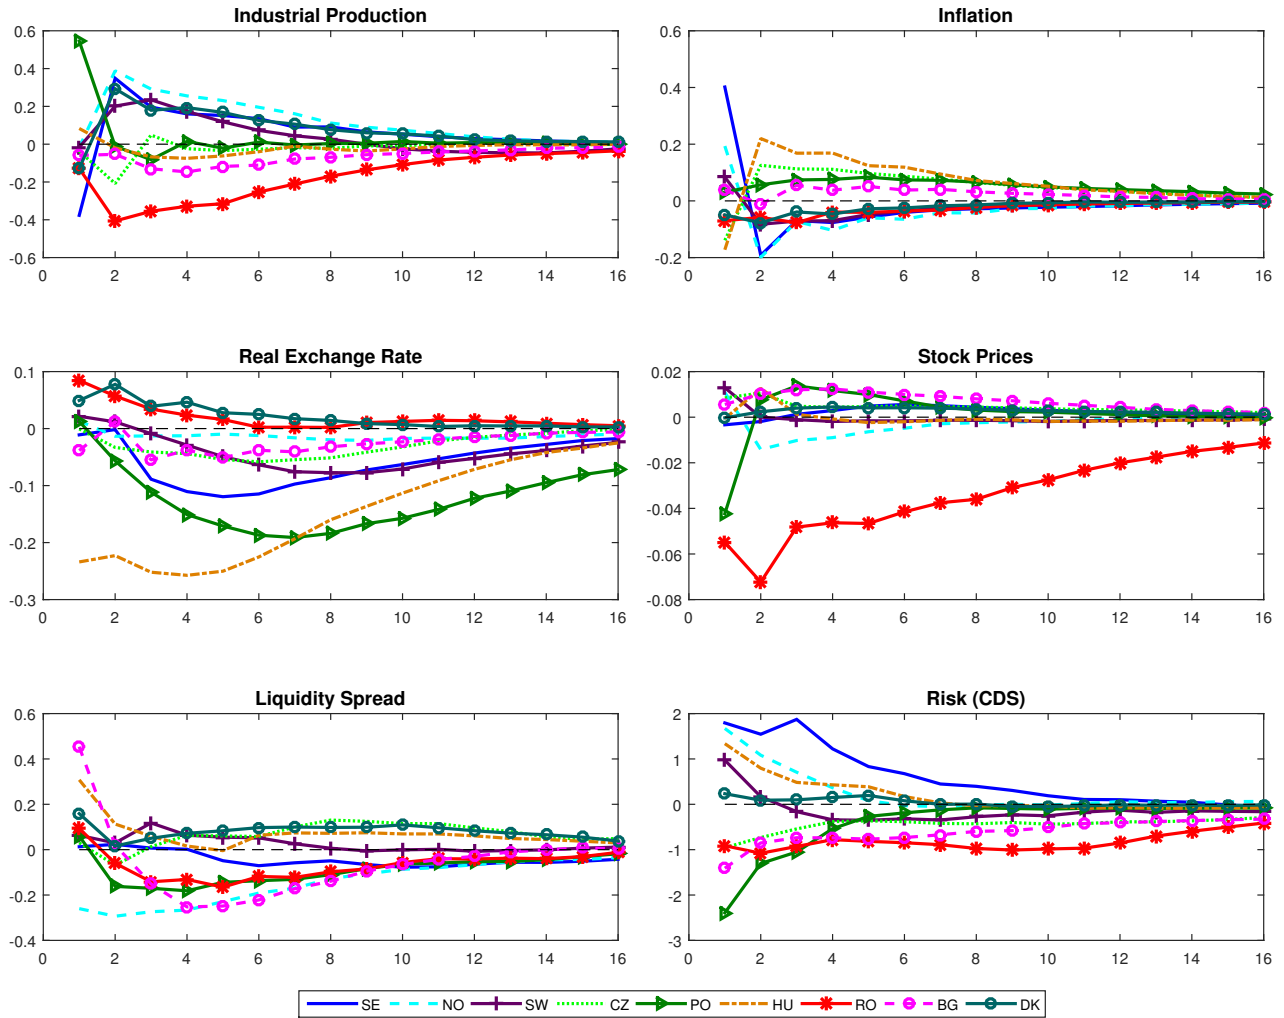 Industrial Production
0.6
0.4
0.2
0
-0.2
-0.4
-0.6
0 2 4 6 8 10 12 14 16
Inflation
0.6
0.4
0.2
0
-0.2
0 2 4 6 8 10 12 14 16
Real Exchange Rate
0.1
0
-0.1
-0.2
-0.3
0 2 4 6 8 10 12 14 16
Stock Prices
0.02
0
-0.02
-0.04
-0.06
-0.08
0 2 4 6 8 10 12 14 16
Liquidity Spread
0.6
0.4
0.2
0
-0.2
-0.4
0 2 4 6 8 10 12 14 16
Risk (CDS)
2
1
0
-1
-2
-3
0 2 4 6 8 10 12 14 16
SE NO SW CZ PO HU RO BG DK